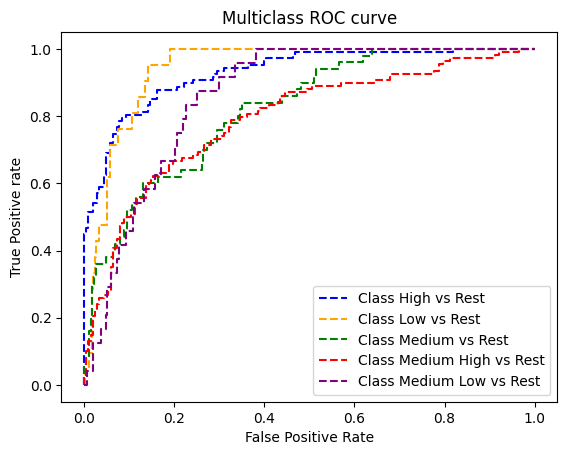 Multiclass ROC curve
True Positive rate
1.0
0.8
0.6
0.4
0.2
0.0
Class High vs Rest
Class Low vs Rest
Class Medium vs Rest
Class Medium High vs Rest
Class Medium Low vs Rest
0.0 0.2 0.4 0.6 0.8 1.0
False Positive Rate